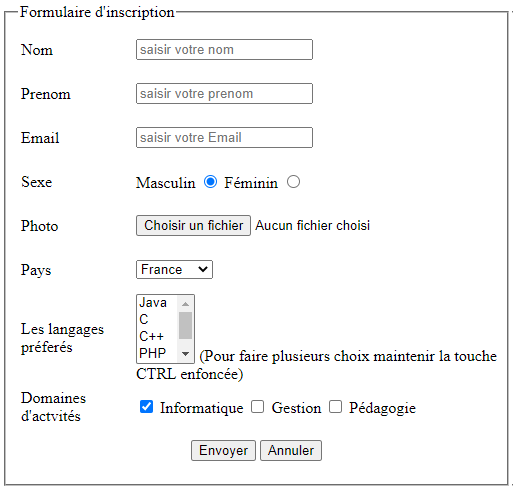 Formulaire d'inscription
Nom saisir votre nom
Prenom saisir votre prenom
Email saisir votre Email
Sexe Masculin Féminin
Photo Choisir un fichier Aucun fichier choisi
Pays France
Java
C
Les langages C++
préferés PHP (Pour faire plusieurs choix maintenir la touche
CTRL enfoncée)
Domaines
d'actvités Informatique Gestion Pédagogie
Envoyer Annuler